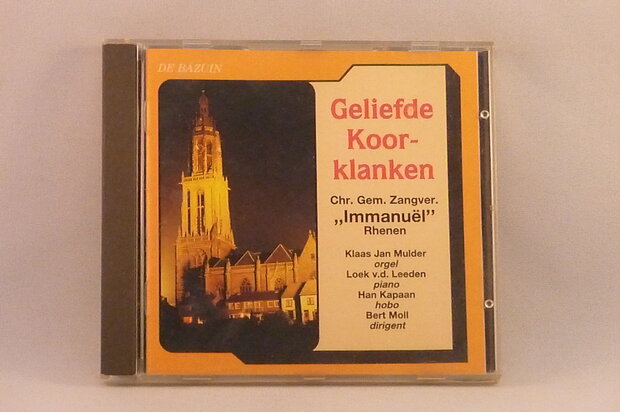 DE BAZUIN
Geliefde
Koor-
klanken
Chr. Gem. Zangver.
„Immanuël”
Rhenen
Klaas Jan Mulder
orgel
Loek v.d. Leeden
piano
Han Kapaan
hobo
Bert Moll
dirigent